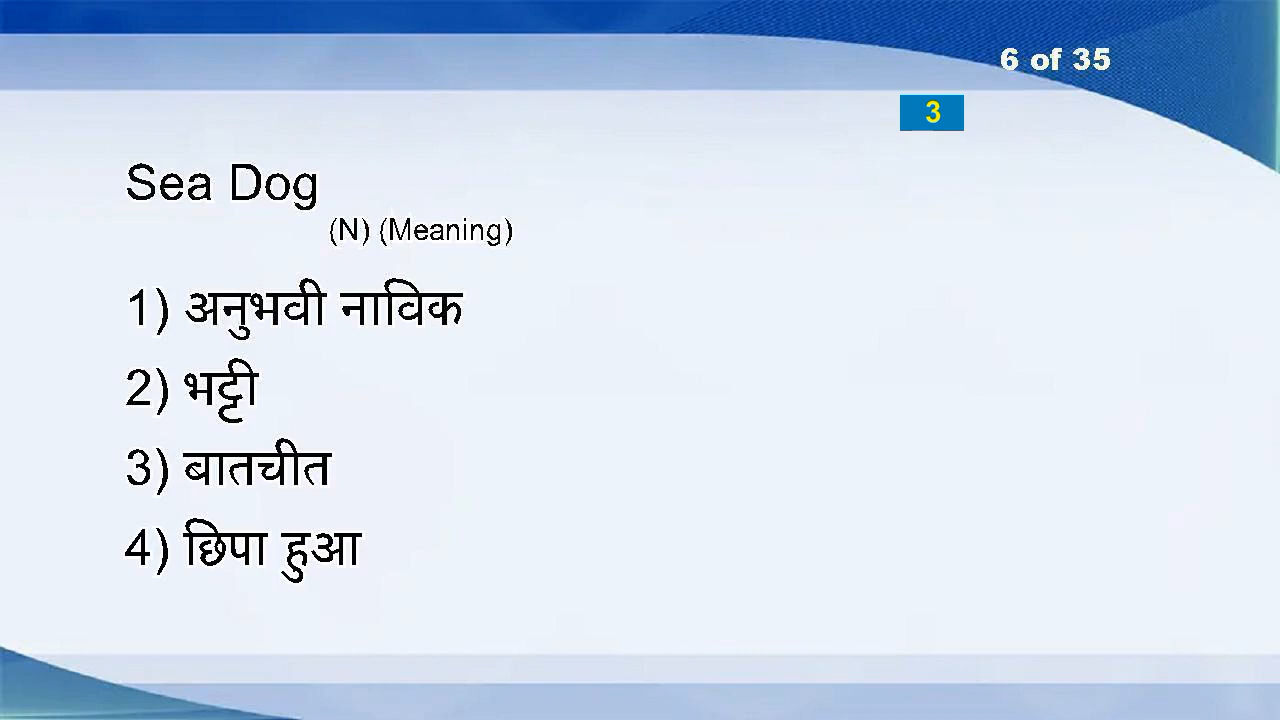 6 of 35
3
Sea Dog
(N) (Meaning)
1) अनुभवी नाविक
2) भट्टी
3) बातचीत
4) छिपा हुआ